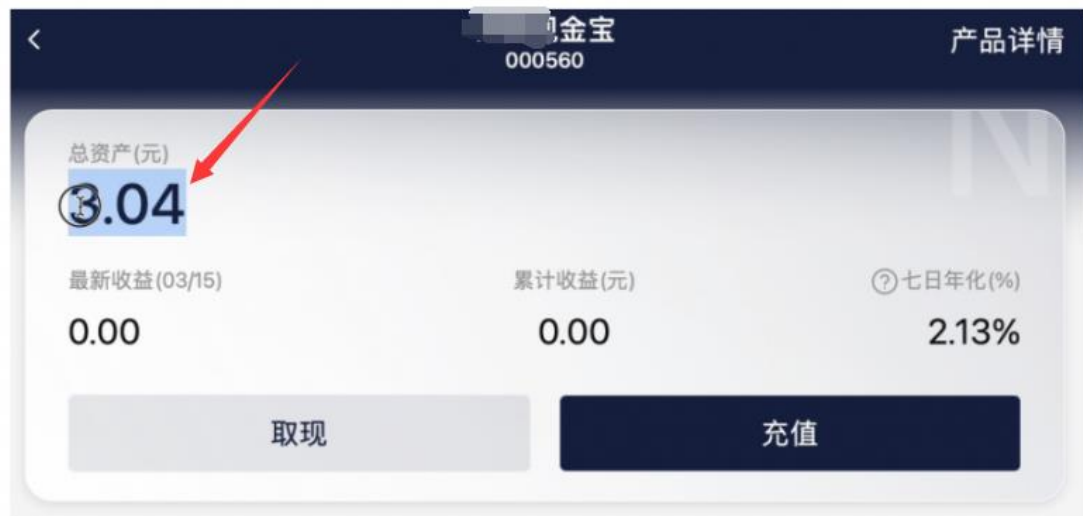 金宝
000560
产品详情
总资产(元)
3.04
最新收益(03/15)
累计收益(元)
七日年化(%)
0.00
0.00
2.13%
取现
充值